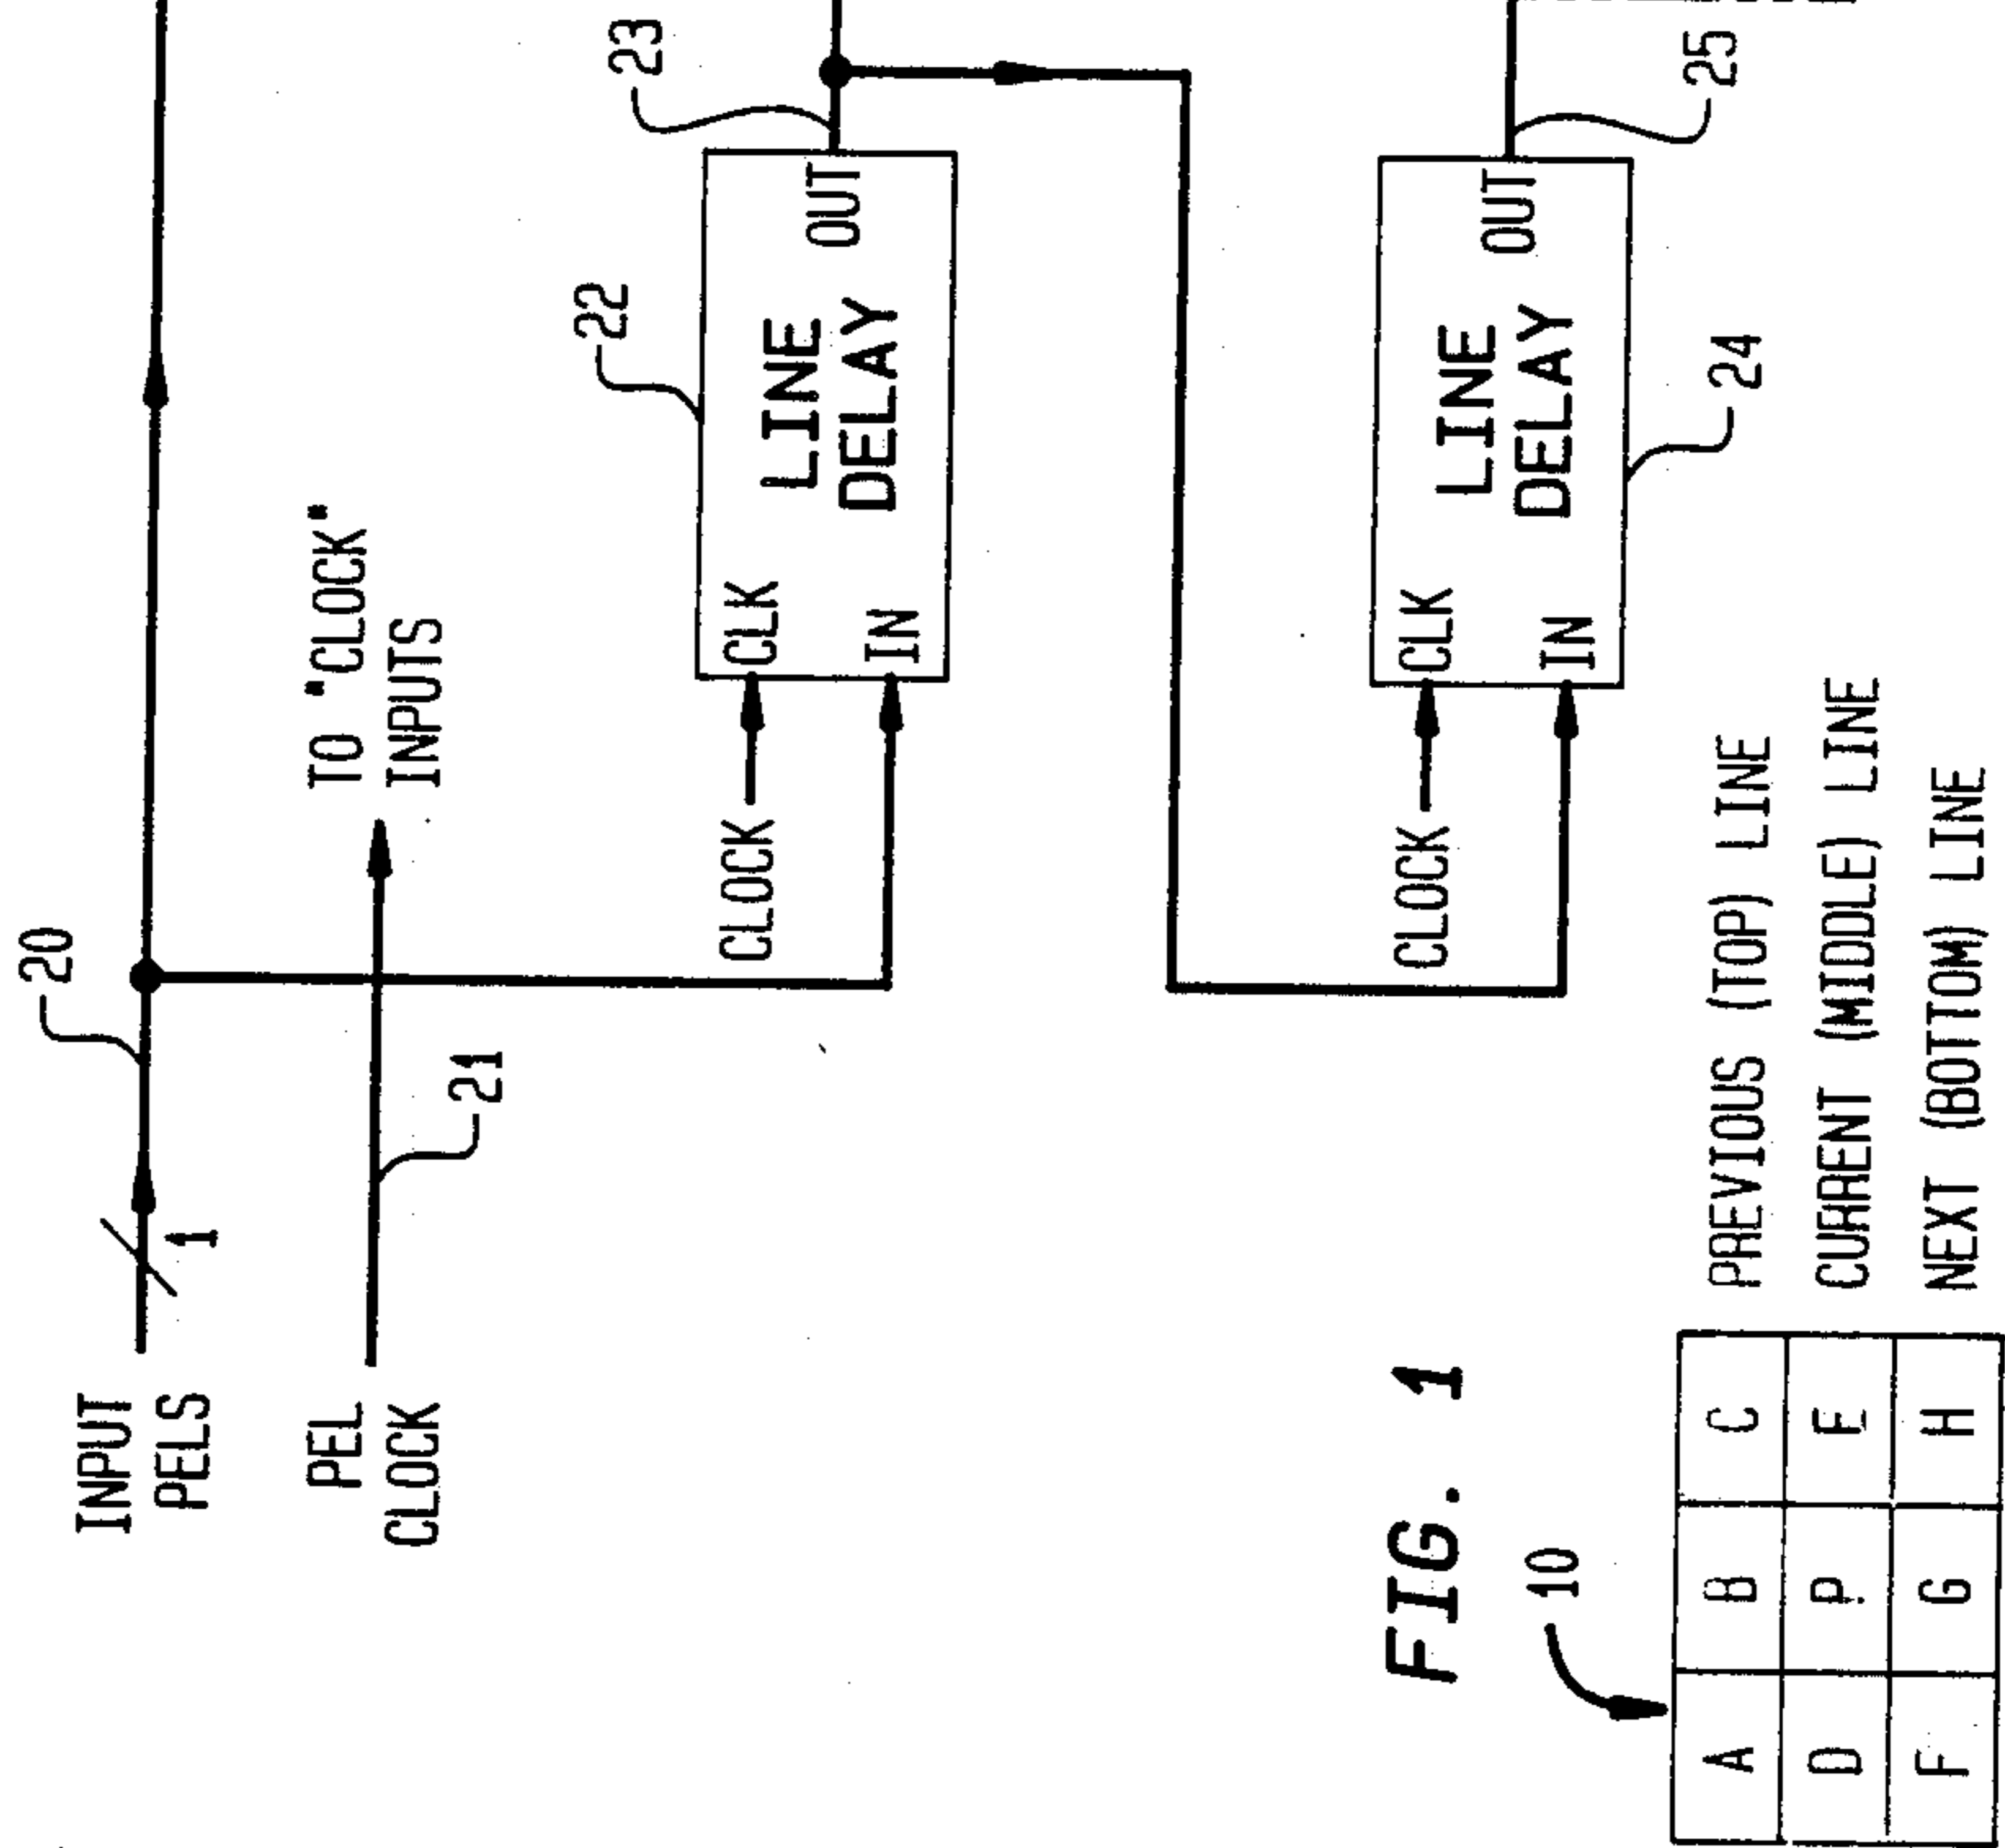 INPUT
PELS
1
20
PEL
CLOCK
21
TO "CLOCK"
INPUTS
22
23
CLOCK
CLK
IN
LINE
DELAY
OUT
CLOCK
CLK
IN
LINE
DELAY
OUT
24
25
FIG. 1
10
A B C PREVIOUS (TOP) LINE
D P E CURRENT (MIDDLE) LINE
F G H NEXT (BOTTOM) LINE